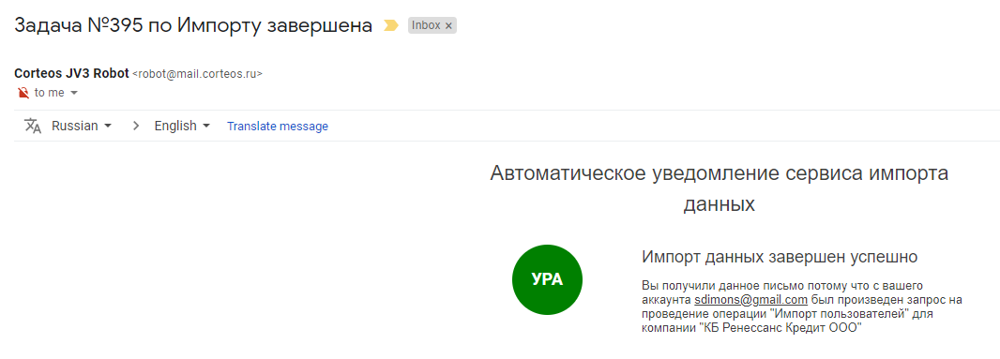 Задача №395 по Импорту завершена Inbox ×
Corteos JV3 Robot <robot@mail.corteos.ru>
to me
Russian > English Translate message
Автоматическое уведомление сервиса импорта
данных
УРА
Импорт данных завершен успешно
Вы получили данное письмо потому что с вашего
аккаунта sdimons@gmail.com был произведен запрос на
проведение операции "Импорт пользователей" для
компании "КБ Ренессанс Кредит ООО"